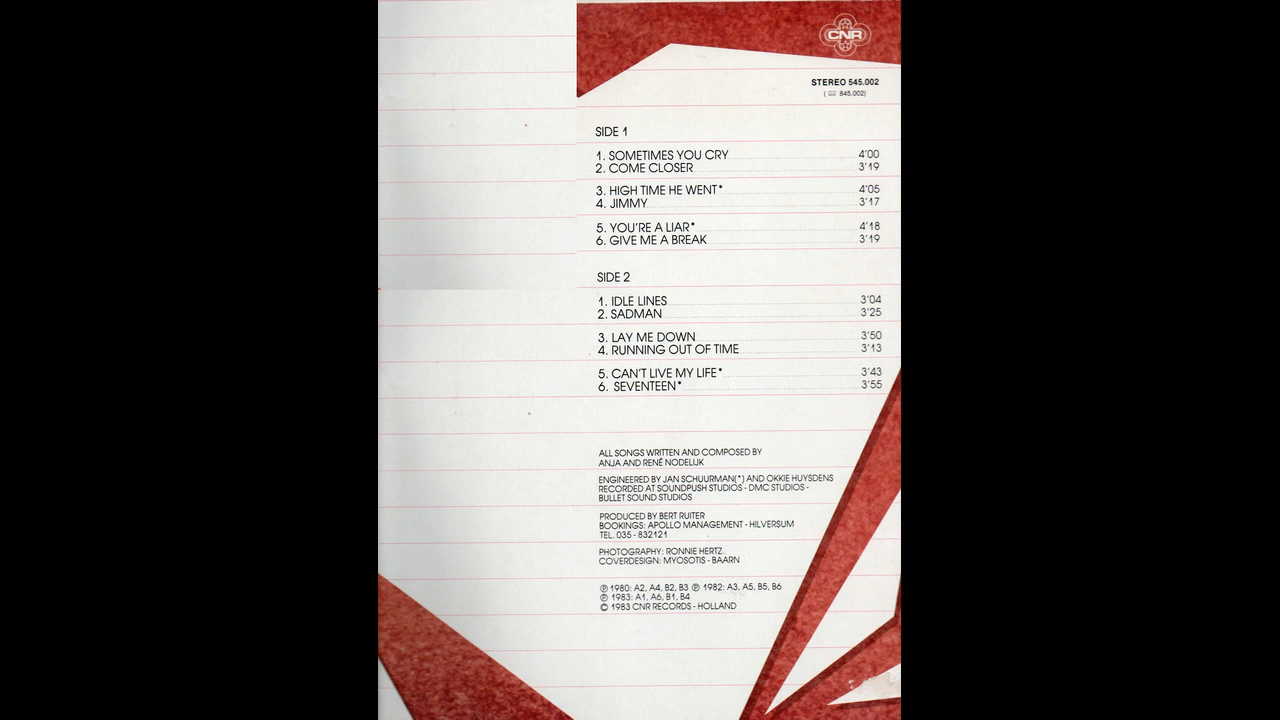 CNR
STEREO 545.002
( 845.002)
SIDE 1
1. SOMETIMES YOU CRY 4'00
2. COME CLOSER 3'19
3. HIGH TIME HE WENT* 4'05
4. JIMMY 3'17
5. YOU'RE A LIAR* 4'18
6. GIVE ME A BREAK 3'19
SIDE 2
1. IDLE LINES 3'04
2. SADMAN 3'25
3. LAY ME DOWN 3'50
4. RUNNING OUT OF TIME 3'13
5. CAN'T LIVE MY LIFE* 3'43
6. SEVENTEEN* 3'55
ALL SONGS WRITTEN AND COMPOSED BY
ANJA AND RENÉ NODELIJK
ENGINEERED BY JAN SCHUURMAN(*) AND OKKIE HUYSDENS
RECORDED AT SOUNDPUSH STUDIOS - DMC STUDIOS -
BULLET SOUND STUDIOS
PRODUCED BY BERT RUITER
BOOKINGS: APOLLO MANAGEMENT - HILVERSUM
TEL. 035 - 832121
PHOTOGRAPHY: RONNIE HERTZ
COVERDESIGN: MYOSOTIS - BAARN
℗ 1980: A2, A4, B2, B3 ℗ 1982: A3, A5, B5, B6
℗ 1983: A1, A6, B1, B4
© 1983 CNR RECORDS - HOLLAND